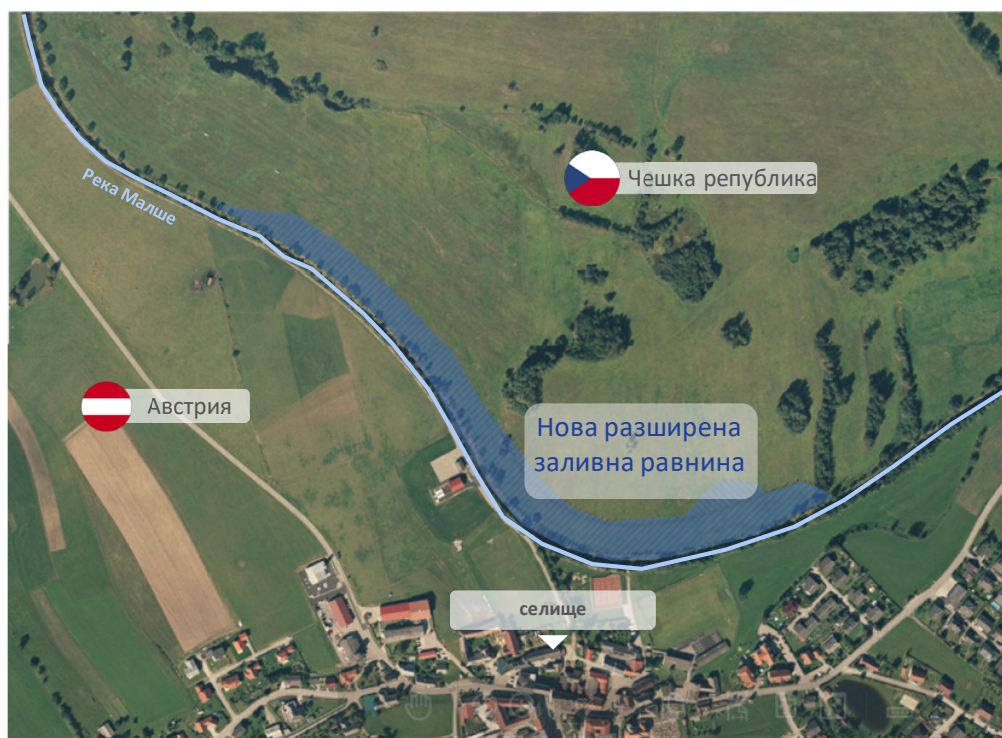 Чешка република
Река Малше
Австрия
Нова разширена
заливна равнина
селище